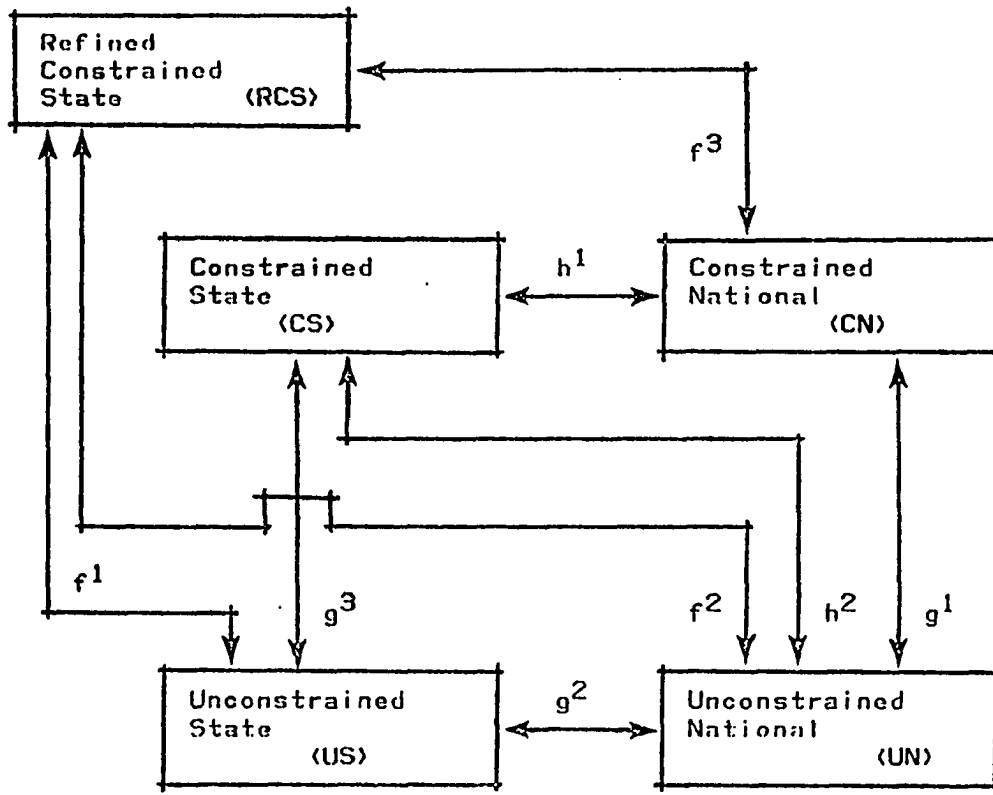 Refined
Constrained
State <RCS>
f³
Constrained
State
<CS>
h¹
Constrained
National
<CN>
f¹
g³
f²
h²
g¹
Unconstrained
State
<US>
g²
Unconstrained
National
<UN>